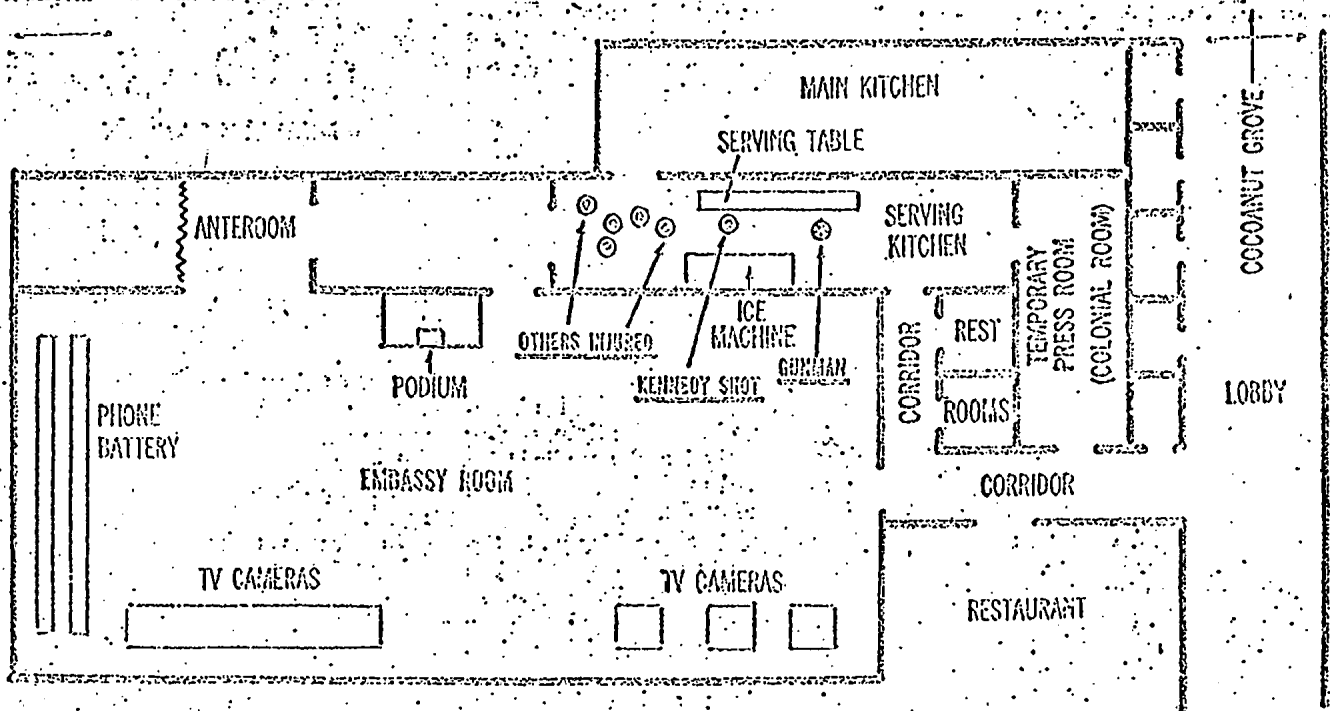 MAIN KITCHEN
SERVING TABLE
COCOANUT GROVE
ANTEROOM
SERVING
KITCHEN
TEMPORARY
PRESS ROOM
(COLONIAL ROOM)
ICE
MACHINE
OTHERS INJURED
KENNEDY SHOT
GUNMAN
CORRIDOR
REST
ROOMS
PODIUM
LOBBY
PHONE
BATTERY
EMBASSY ROOM
CORRIDOR
TV CAMERAS
TV CAMERAS
RESTAURANT